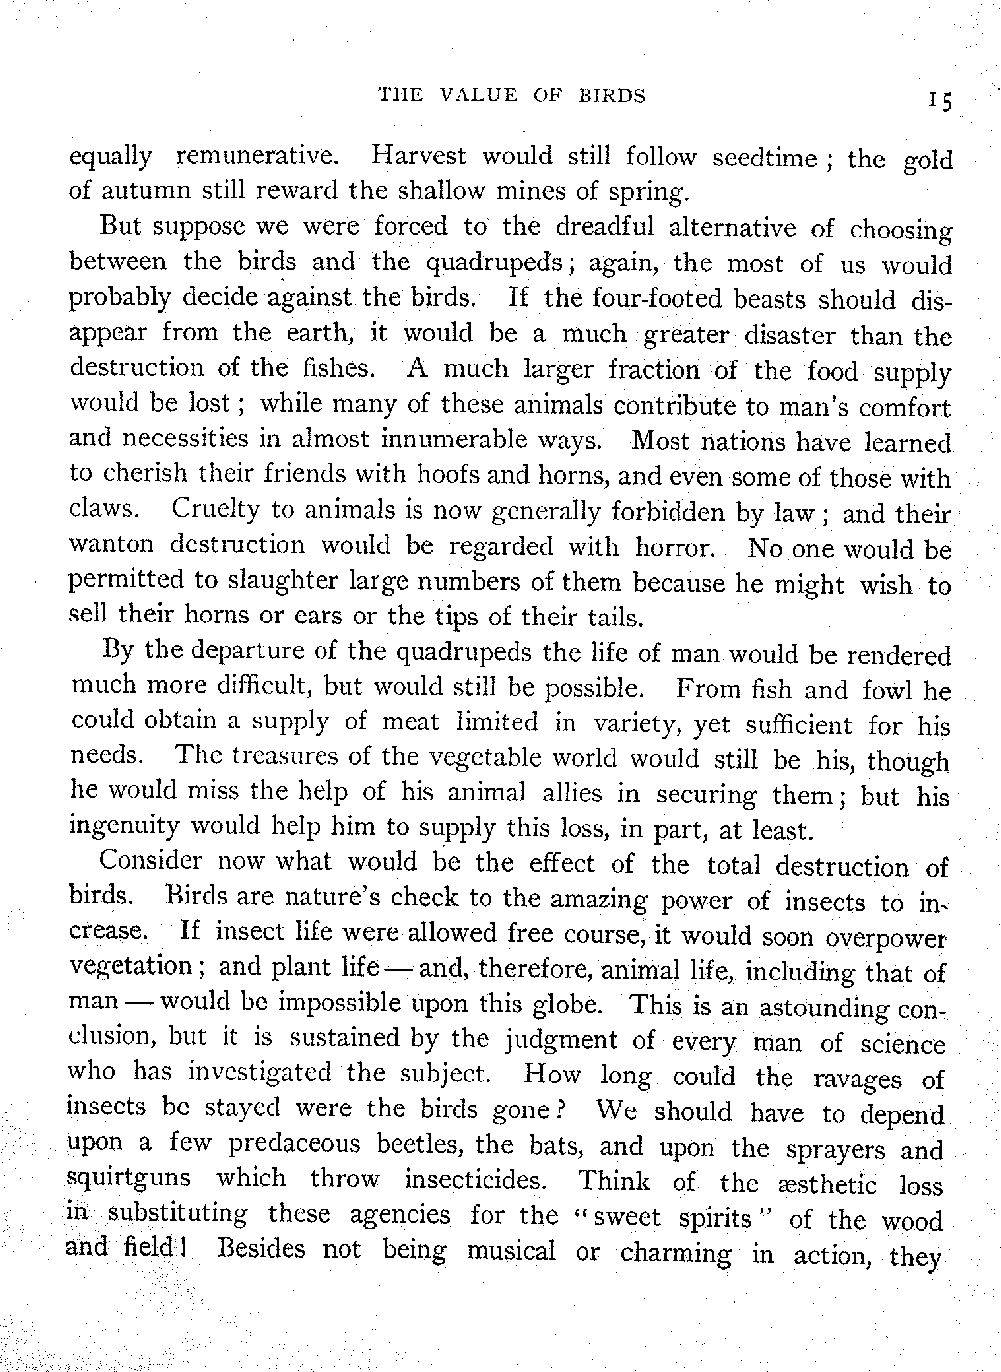 THE VALUE OF BIRDS 15
equally remunerative. Harvest would still follow seedtime; the gold
of autumn still reward the shallow mines of spring.
But suppose we were forced to the dreadful alternative of choosing
between the birds and the quadrupeds; again, the most of us would
probably decide against the birds. If the four-footed beasts should dis-
appear from the earth, it would be a much greater disaster than the
destruction of the fishes. A much larger fraction of the food supply
would be lost; while many of these animals contribute to man's comfort
and necessities in almost innumerable ways. Most nations have learned
to cherish their friends with hoofs and horns, and even some of those with
claws. Cruelty to animals is now generally forbidden by law; and their
wanton destruction would be regarded with horror. No one would be
permitted to slaughter large numbers of them because he might wish to
sell their horns or ears or the tips of their tails.
By the departure of the quadrupeds the life of man would be rendered
much more difficult, but would still be possible. From fish and fowl he
could obtain a supply of meat limited in variety, yet sufficient for his
needs. The treasures of the vegetable world would still be his, though
he would miss the help of his animal allies in securing them; but his
ingenuity would help him to supply this loss, in part, at least.
Consider now what would be the effect of the total destruction of
birds. Birds are nature's check to the amazing power of insects to in-
crease. If insect life were allowed free course, it would soon overpower
vegetation; and plant life — and, therefore, animal life, including that of
man — would be impossible upon this globe. This is an astounding con-
clusion, but it is sustained by the judgment of every man of science
who has investigated the subject. How long could the ravages of
insects be stayed were the birds gone? We should have to depend
upon a few predaceous beetles, the bats, and upon the sprayers and
squirtguns which throw insecticides. Think of the æsthetic loss
in substituting these agencies for the "sweet spirits" of the wood
and field! Besides not being musical or charming in action, they